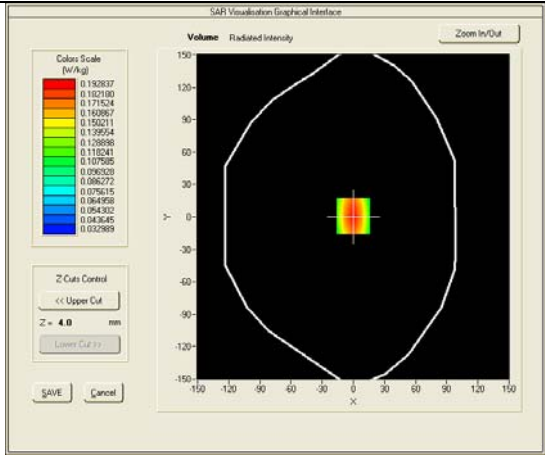 SAR Visualisation Graphical Interface
Volume Radiated Intensity
Zoom In/Out
Colors Scale
(W/kg)
0.192837
0.182180
0.171524
0.160867
0.150211
0.139554
0.128898
0.118241
0.107585
0.096928
0.086272
0.075615
0.064958
0.054302
0.043645
0.032989
150
120
90
60
30
0
-30
-60
-90
-120
-150
Y
-150 -120 -90 -60 -30 0 30 60 90 120 150
X
Z Cuts Control
<< Upper Cut
Z = 4.0 mm
Lower Cut >>
SAVE Cancel